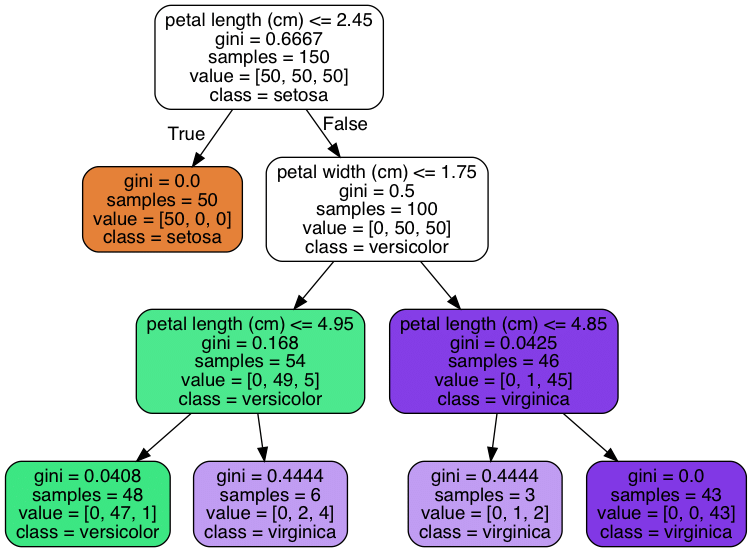 petal length (cm) <= 2.45
gini = 0.6667
samples = 150
value = [50, 50, 50]
class = setosa
True
False
gini = 0.0
samples = 50
value = [50, 0, 0]
class = setosa
petal width (cm) <= 1.75
gini = 0.5
samples = 100
value = [0, 50, 50]
class = versicolor
petal length (cm) <= 4.95
gini = 0.168
samples = 54
value = [0, 49, 5]
class = versicolor
petal length (cm) <= 4.85
gini = 0.0425
samples = 46
value = [0, 1, 45]
class = virginica
gini = 0.0408
samples = 48
value = [0, 47, 1]
class = versicolor
gini = 0.4444
samples = 6
value = [0, 2, 4]
class = virginica
gini = 0.4444
samples = 3
value = [0, 1, 2]
class = virginica
gini = 0.0
samples = 43
value = [0, 0, 43]
class = virginica